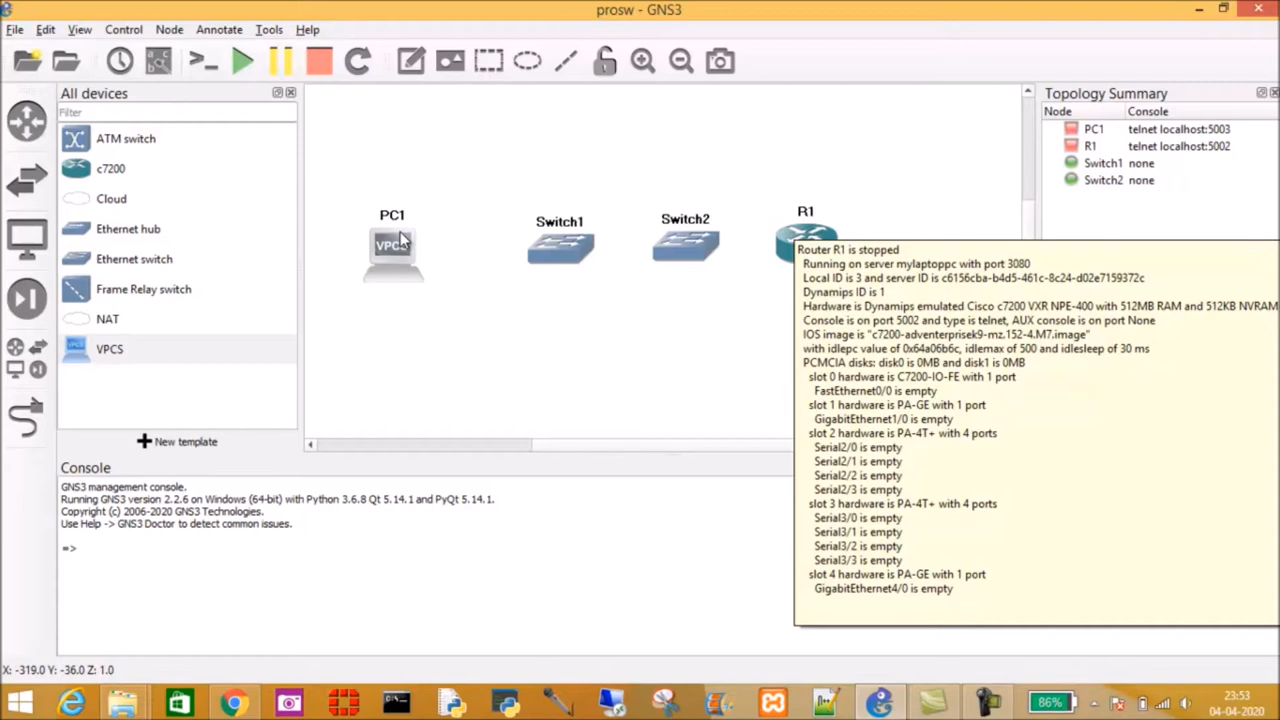 prosw - GNS3
File Edit View Control Node Annotate Tools Help
All devices
Filter
ATM switch
c7200
Cloud
Ethernet hub
Ethernet switch
Frame Relay switch
NAT
VPCS
New template
PC1
VPCS
Switch1
Switch2
R1
Topology Summary
Node Console
PC1 telnet localhost:5003
R1 telnet localhost:5002
Switch1 none
Switch2 none
Router R1 is stopped
Running on server mylaptoppc with port 3080
Local ID is 3 and server ID is c6156cba-b4d5-461c-8c24-d02e7159372c
Dynamips ID is 1
Hardware is Dynamips emulated Cisco c7200 VXR NPE-400 with 512MB RAM and 512KB NVRAM
Console is on port 5002 and type is telnet, AUX console is on port None
IOS image is "c7200-adventerprisek9-mz.152-4.M7.image"
with idlepc value of 0x64a06b6c, idlemax of 500 and idlesleep of 30 ms
PCMCIA disks: disk0 is 0MB and disk1 is 0MB
slot 0 hardware is C7200-IO-FE with 1 port
FastEthernet0/0 is empty
slot 1 hardware is PA-GE with 1 port
GigabitEthernet1/0 is empty
slot 2 hardware is PA-4T+ with 4 ports
Serial2/0 is empty
Serial2/1 is empty
Serial2/2 is empty
Serial2/3 is empty
slot 3 hardware is PA-4T+ with 4 ports
Serial3/0 is empty
Serial3/1 is empty
Serial3/2 is empty
Serial3/3 is empty
slot 4 hardware is PA-GE with 1 port
GigabitEthernet4/0 is empty
Console
GNS3 management console.
Running GNS3 version 2.2.6 on Windows (64-bit) with Python 3.6.8 Qt 5.14.1 and PyQt 5.14.1.
Copyright (c) 2006-2020 GNS3 Technologies.
Use Help -> GNS3 Doctor to detect common issues.
=>
X: -319.0 Y: -36.0 Z: 1.0
86%
23:53
04-04-2020